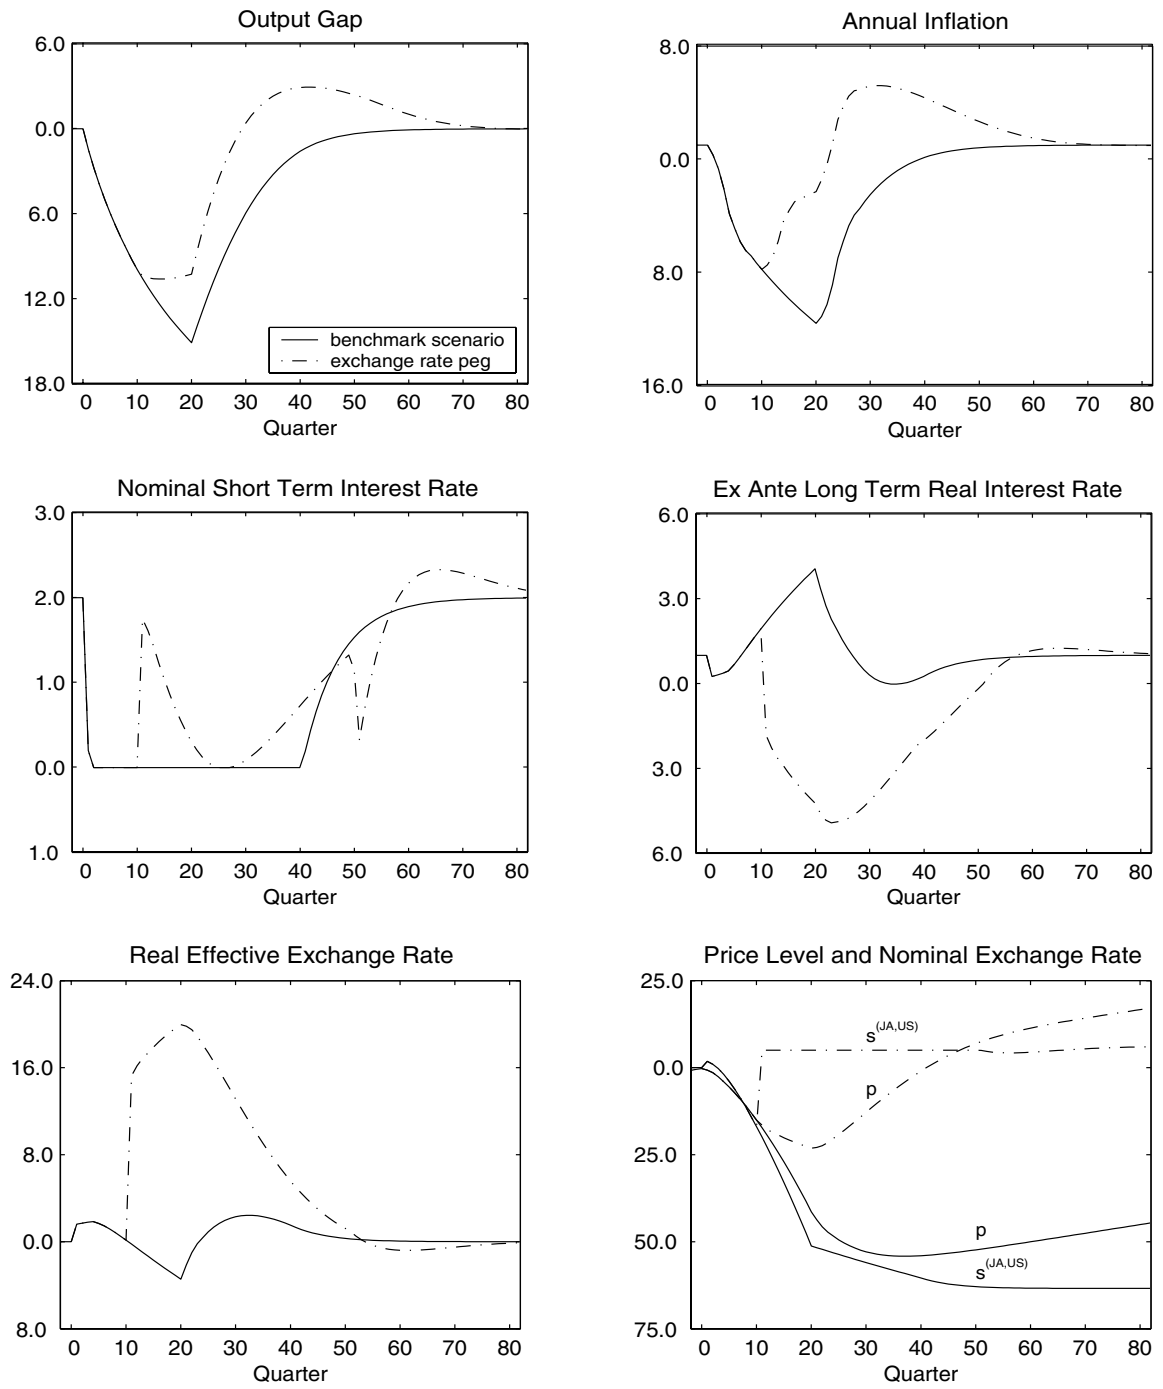 Output Gap
6.0
0.0
6.0
12.0
18.0
benchmark scenario
exchange rate peg
0 10 20 30 40 50 60 70 80
Quarter
Annual Inflation
8.0
0.0
8.0
16.0
0 10 20 30 40 50 60 70 80
Quarter
Nominal Short Term Interest Rate
3.0
2.0
1.0
0.0
1.0
0 10 20 30 40 50 60 70 80
Quarter
Ex Ante Long Term Real Interest Rate
6.0
3.0
0.0
3.0
6.0
0 10 20 30 40 50 60 70 80
Quarter
Real Effective Exchange Rate
24.0
16.0
8.0
0.0
8.0
0 10 20 30 40 50 60 70 80
Quarter
Price Level and Nominal Exchange Rate
25.0
0.0
25.0
50.0
75.0
s(JA,US)
p
p
s(JA,US)
0 10 20 30 40 50 60 70 80
Quarter